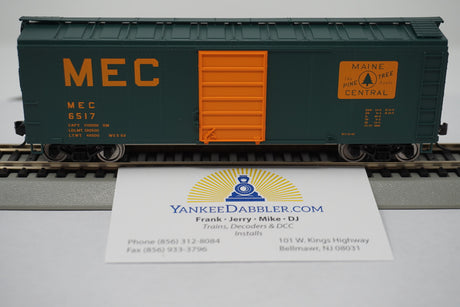 MEC
MEC
6517
MAINE
THE PINE TREE ROUTE
CENTRAL
YANKEEDABBLER.COM
Frank · Jerry · Mike · DJ
Trains, Decoders & DCC
Installs
Phone (856) 312-8084
Fax (856) 933-3796
101 W. Kings Highway
Bellmawr, NJ 08031